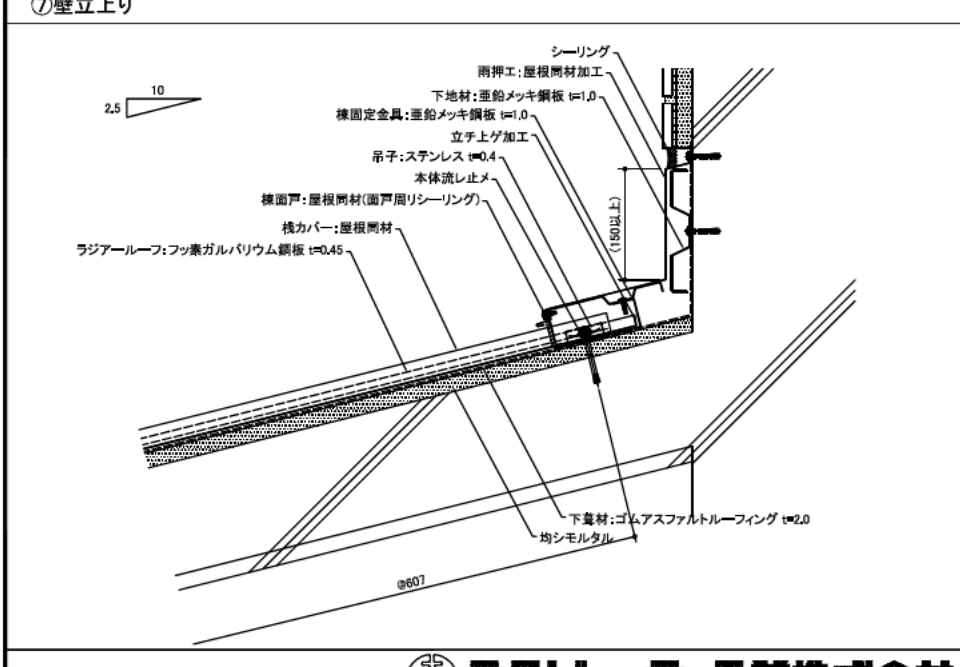 ⑦壁立上り
シーリング
雨押エ:屋根同材加工
10
下地材:亜鉛メッキ鋼板 t=1.0
2.5
棟固定金具:亜鉛メッキ鋼板 t=1.0
立チ上ゲ加工
吊子:ステンレス t=0.4
本体流レ止メ
棟面戸:屋根同材(面戸周リシーリング)
桟カバー:屋根同材
(150以上)
ラジアールーフ:フッ素ガルバリウム鋼板 t=0.45
下葺材:ゴムアスファルトルーフィング t=2.0
均シモルタル
@607